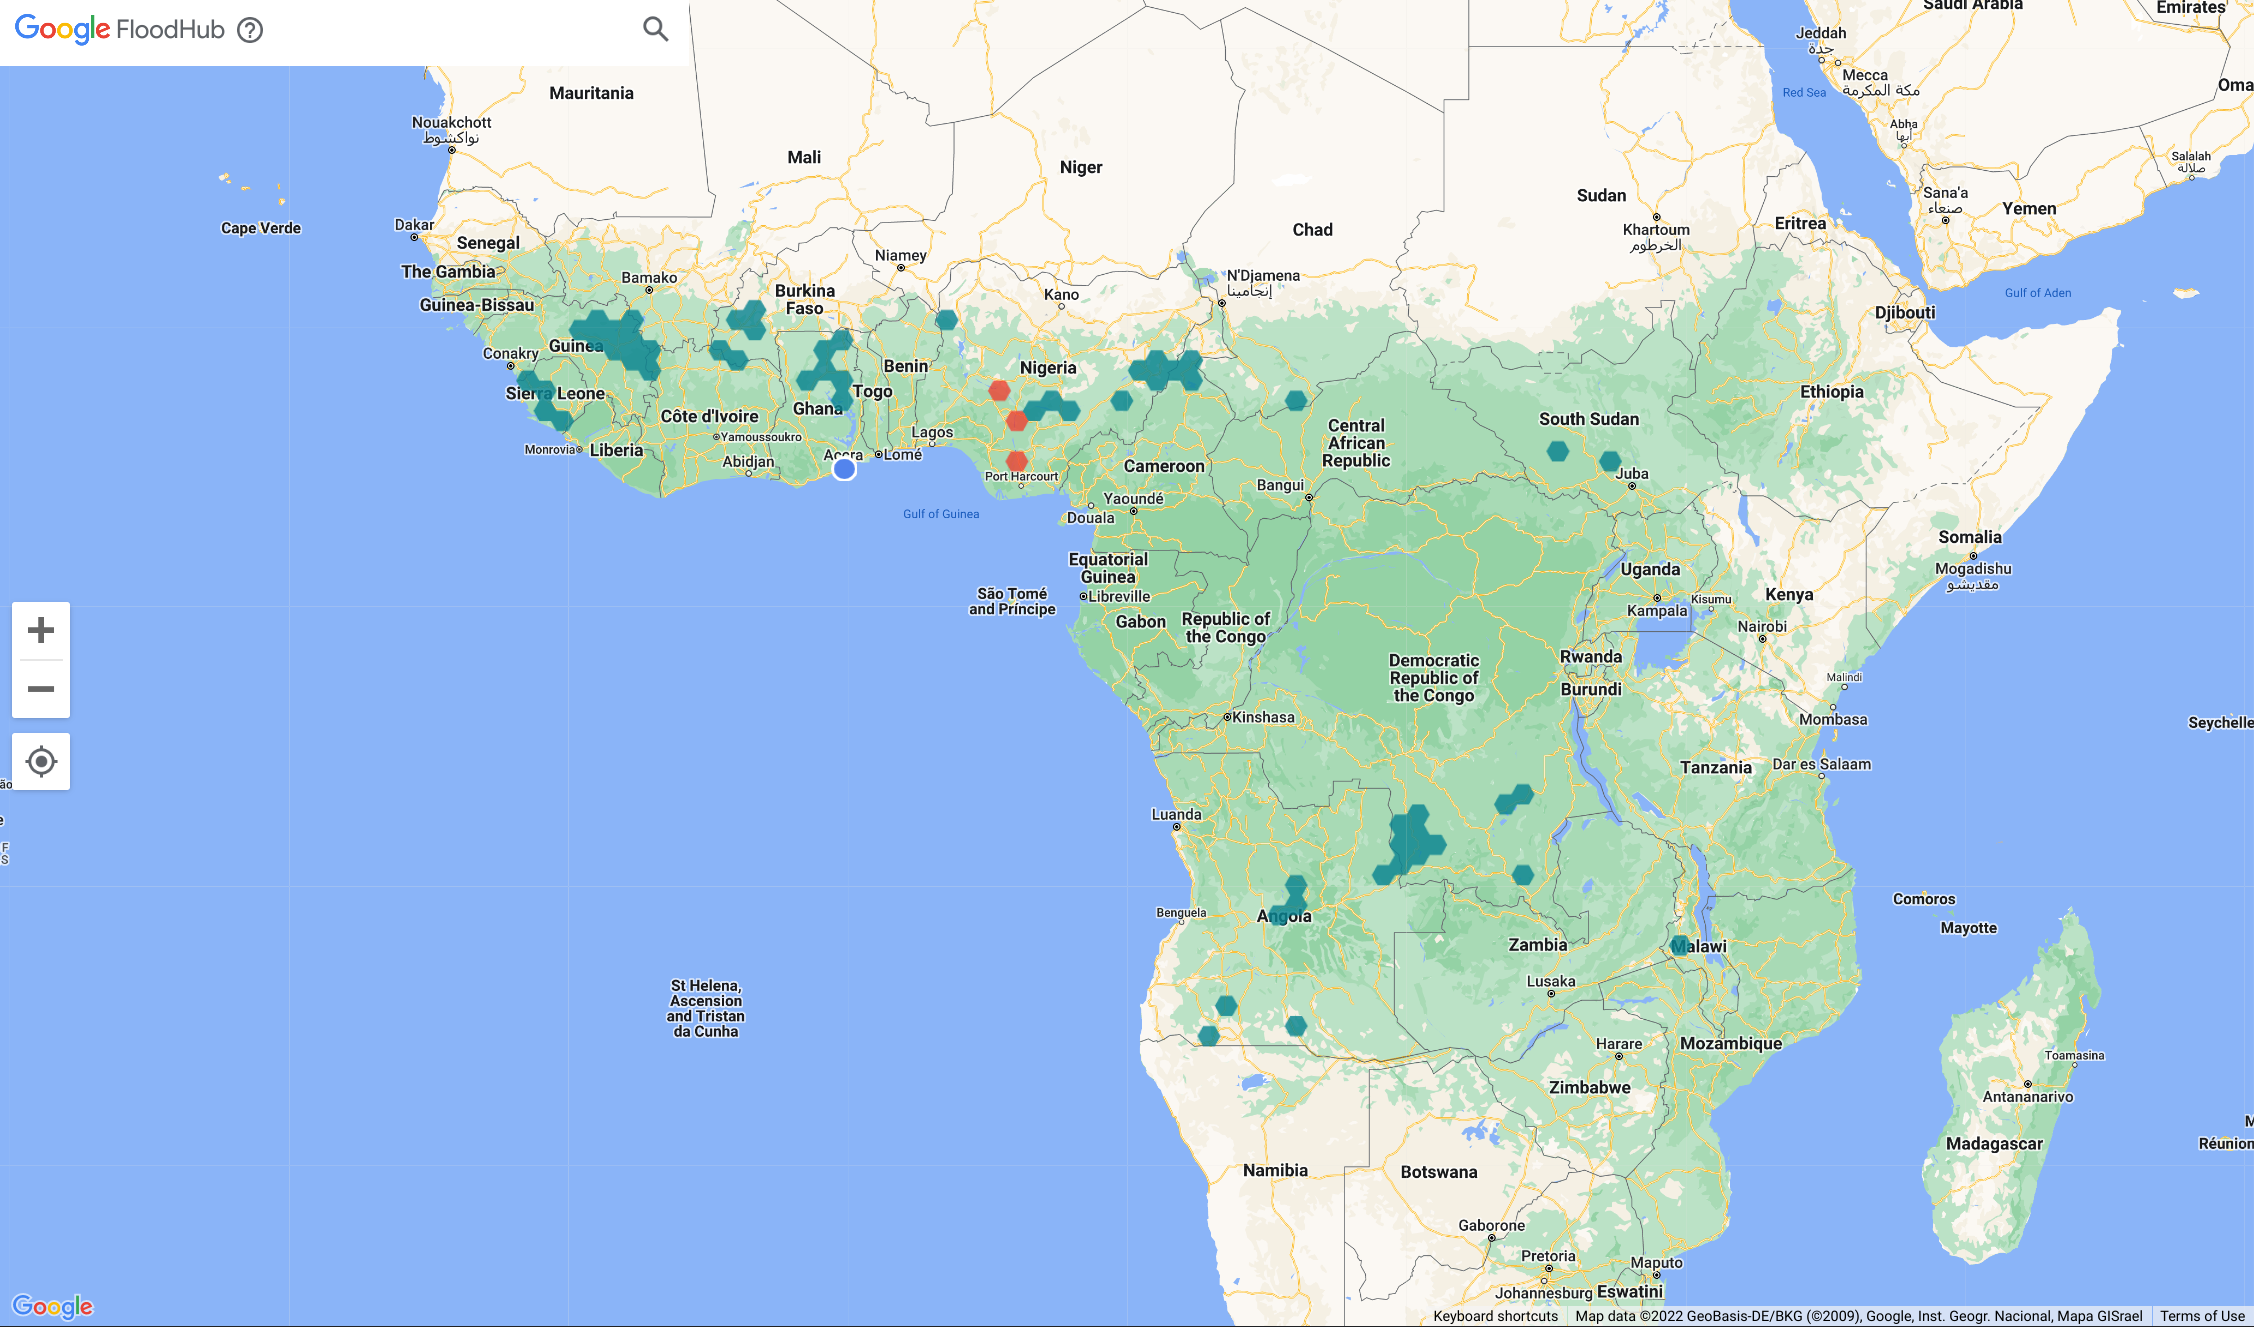 Google FloodHub
Saudi Arabia
Emirates
Jeddah
جدة
Mecca
مكة المكرمة
Oma
Red Sea
Mauritania
Nouakchott
نواكشوط
Abha
أبها
Mali
Niger
Salalah
صلالة
Sudan
Sana'a
صنعاء
Yemen
Cape Verde
Dakar
Senegal
Chad
Khartoum
الخرطوم
Eritrea
Niamey
The Gambia
Bamako
N'Djamena
إنجامينا
Guinea-Bissau
Burkina
Faso
Kano
Gulf of Aden
Djibouti
Guinea
Conakry
Benin
Nigeria
Sierra Leone
Togo
Ethiopia
Ghana
Côte d'Ivoire
South Sudan
Yamoussoukro
Lagos
Central
African
Republic
Monrovia
Liberia
Abidjan
Accra
Lomé
Port Harcourt
Cameroon
Juba
Bangui
Yaoundé
Gulf of Guinea
Douala
Somalia
Mogadishu
مقديشو
Equatorial
Guinea
Uganda
São Tomé
and Príncipe
Libreville
Kampala
Kisumu
Kenya
Gabon
Republic of
the Congo
Nairobi
Democratic
Republic of
the Congo
Rwanda
Burundi
Malindi
Kinshasa
Mombasa
Seychelle
Tanzania
Dar es Salaam
ão
Luanda
e
F
S
Benguela
Angola
Comoros
Mayotte
Zambia
Malawi
Lusaka
St Helena,
Ascension
and Tristan
da Cunha
Harare
Mozambique
Toamasina
Zimbabwe
Antananarivo
M
Réunion
Madagascar
Namibia
Botswana
Gaborone
Pretoria
Maputo
Johannesburg
Eswatini
Google
Keyboard shortcuts
Map data ©2022 GeoBasis-DE/BKG (©2009), Google, Inst. Geogr. Nacional, Mapa GISrael
Terms of Use